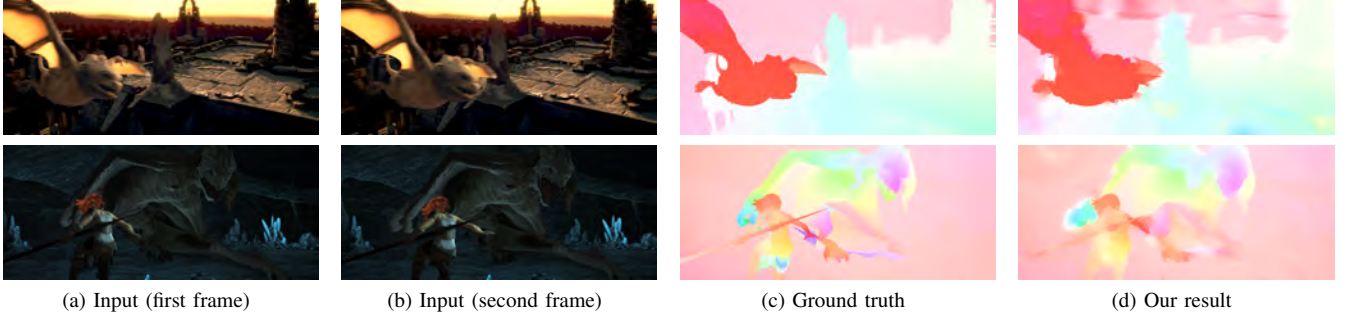 (a) Input (first frame)
(b) Input (second frame)
(c) Ground truth
(d) Our result